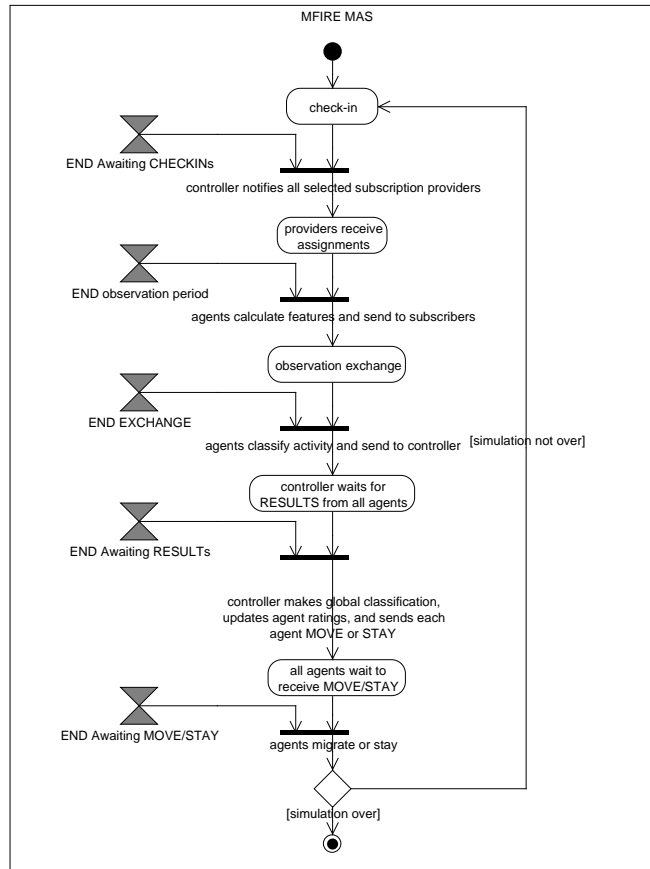 MFIRE MAS
check-in
END Awaiting CHECKINs
controller notifies all selected subscription providers
providers receive
assignments
END observation period
agents calculate features and send to subscribers
observation exchange
END EXCHANGE
agents classify activity and send to controller
[simulation not over]
controller waits for
RESULTS from all agents
END Awaiting RESULTs
controller makes global classification,
updates agent ratings, and sends each
agent MOVE or STAY
all agents wait to
receive MOVE/STAY
END Awaiting MOVE/STAY
agents migrate or stay
[simulation over]